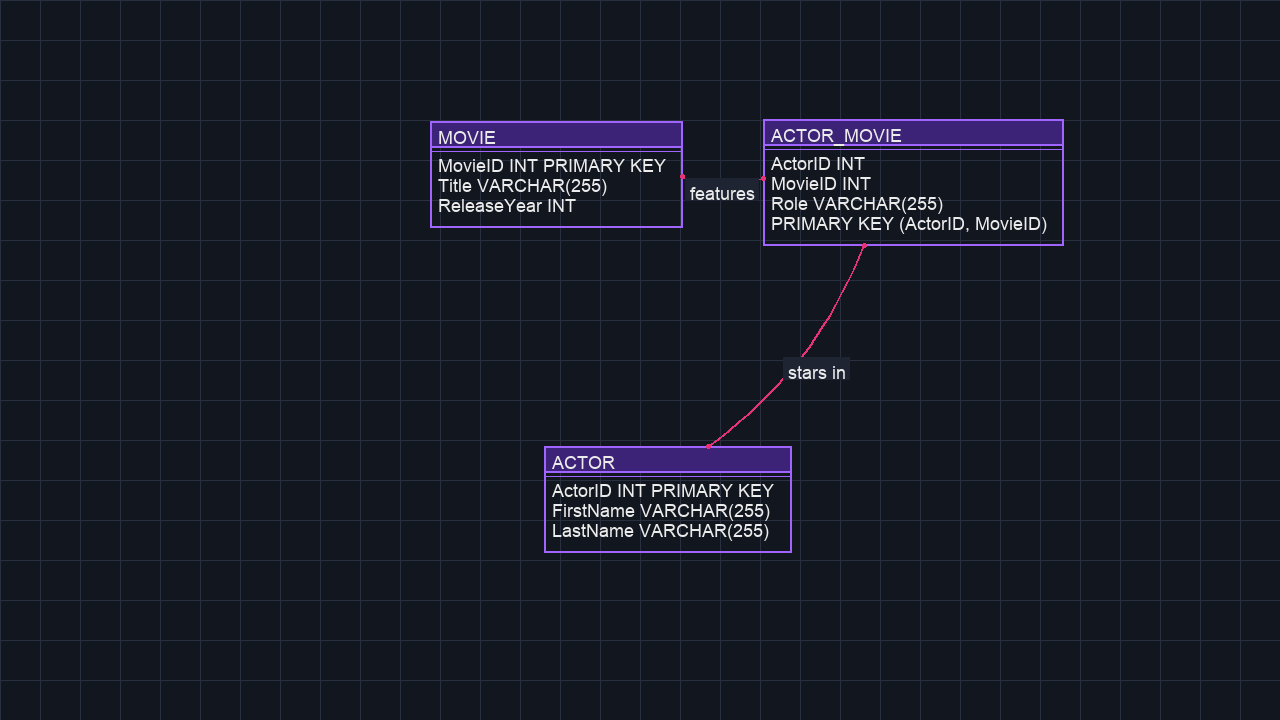 MOVIE
MovieID INT PRIMARY KEY
Title VARCHAR(255)
ReleaseYear INT
features
ACTOR_MOVIE
ActorID INT
MovieID INT
Role VARCHAR(255)
PRIMARY KEY (ActorID, MovieID)
stars in
ACTOR
ActorID INT PRIMARY KEY
FirstName VARCHAR(255)
LastName VARCHAR(255)